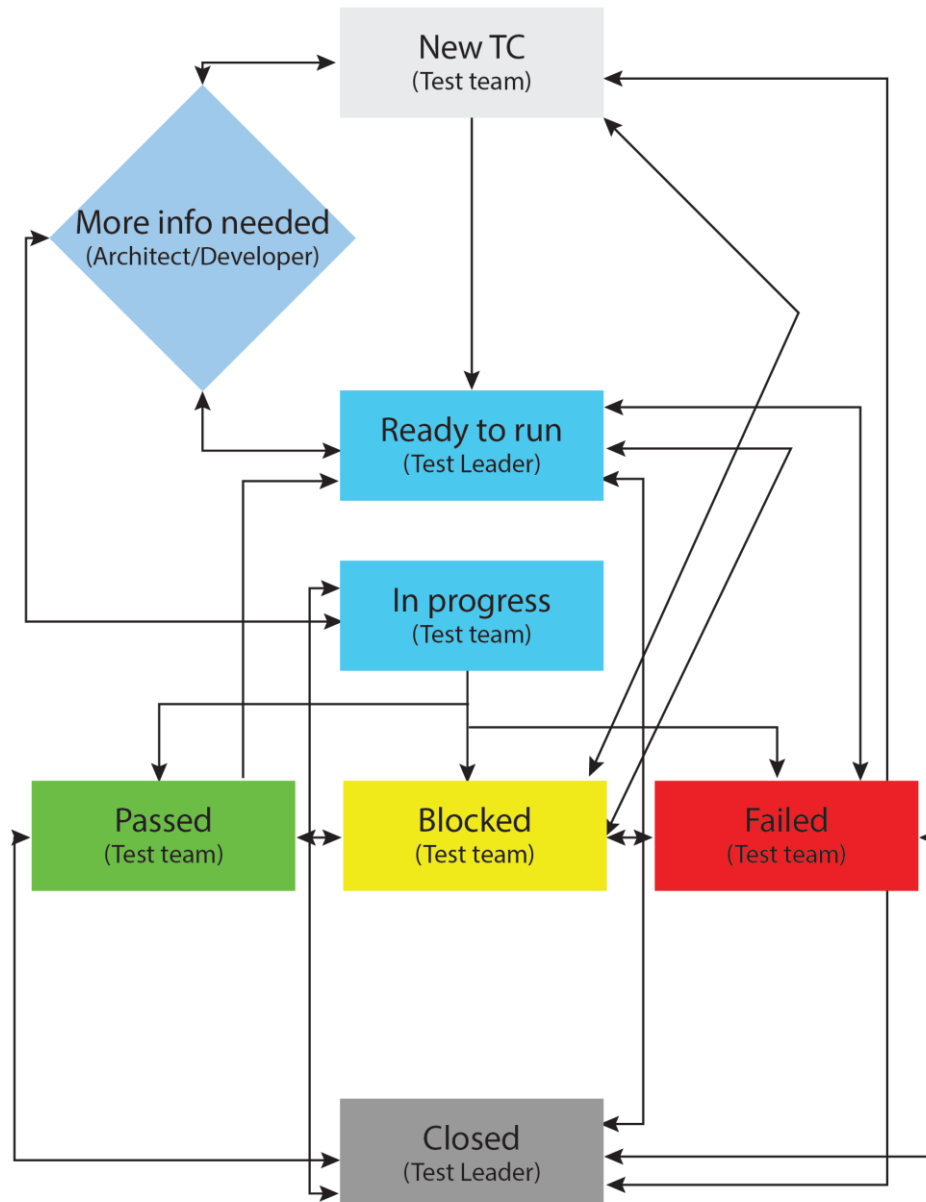 New TC
(Test team)
More info needed
(Architect/Developer)
Ready to run
(Test Leader)
In progress
(Test team)
Passed
(Test team)
Blocked
(Test team)
Failed
(Test team)
Closed
(Test Leader)